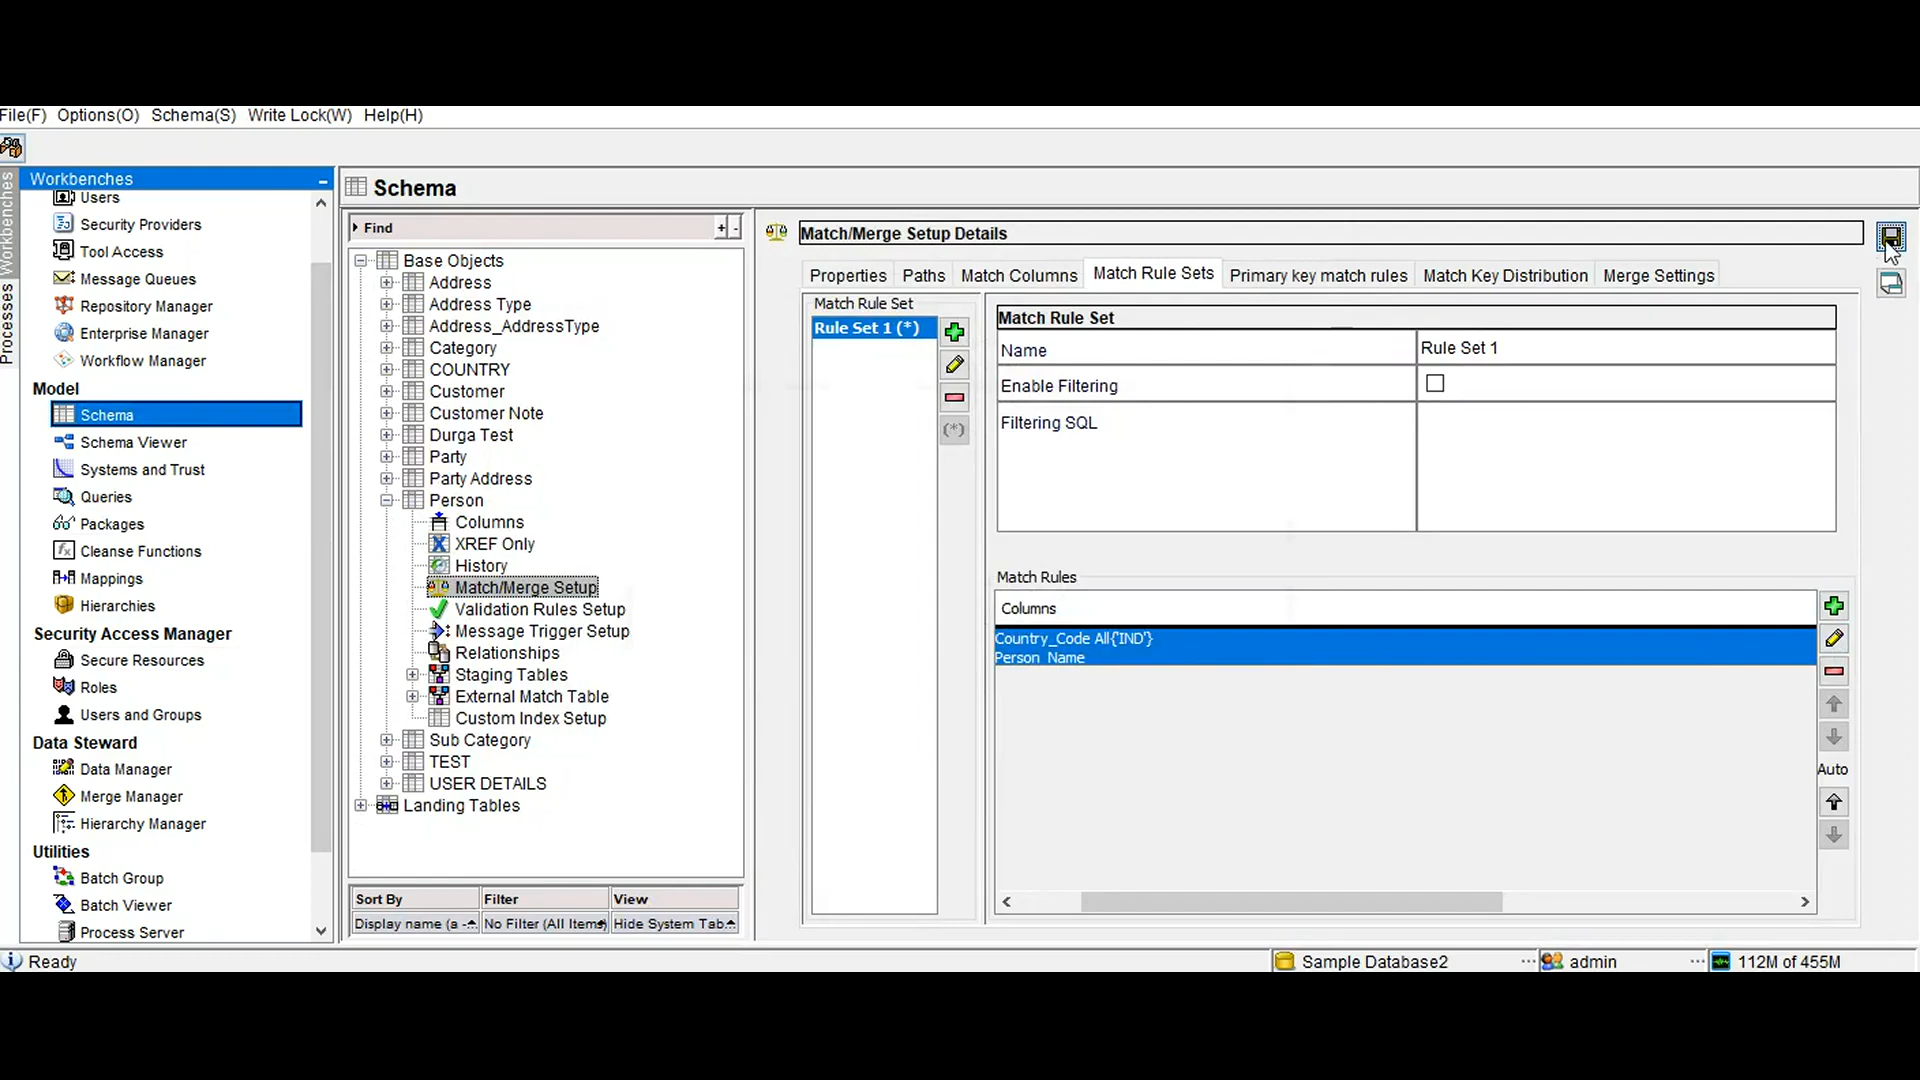 File(F) Options(O) Schema(S) Write Lock(W) Help(H)
Workbenches
Processes
Workbenches
Users
Security Providers
Tool Access
Message Queues
Repository Manager
Enterprise Manager
Workflow Manager
Model
Schema
Schema Viewer
Systems and Trust
Queries
Packages
Cleanse Functions
Mappings
Hierarchies
Security Access Manager
Secure Resources
Roles
Users and Groups
Data Steward
Data Manager
Merge Manager
Hierarchy Manager
Utilities
Batch Group
Batch Viewer
Process Server
Schema
Find
Base Objects
Address
Address Type
Address_AddressType
Category
COUNTRY
Customer
Customer Note
Durga Test
Party
Party Address
Person
Columns
XREF Only
History
Match/Merge Setup
Validation Rules Setup
Message Trigger Setup
Relationships
Staging Tables
External Match Table
Custom Index Setup
Sub Category
TEST
USER DETAILS
Landing Tables
Sort By Filter View
Display name (a - No Filter (All Items) Hide System Tab...
Match/Merge Setup Details
Properties Paths Match Columns Match Rule Sets Primary key match rules Match Key Distribution Merge Settings
Match Rule Set
Rule Set 1 (*)
(*)
Match Rule Set
Name Rule Set 1
Enable Filtering
Filtering SQL
Match Rules
Columns
Country_Code All{'IND'}
Person_Name
Auto
Ready Sample Database2 ... admin ... 112M of 455M